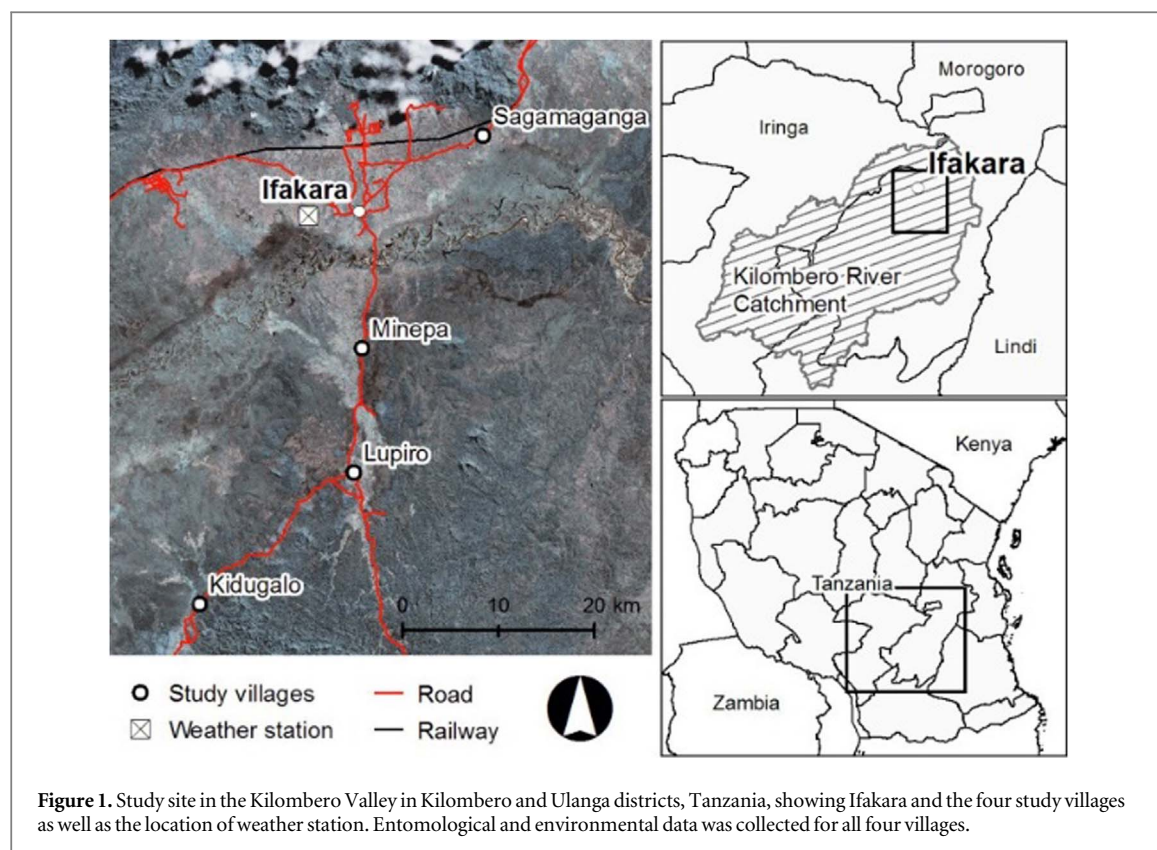 Sagamaganga
Ifakara
Minepa
Lupiro
Kidugalo
0 10 20 km
Study villages
Road
Weather station
Railway
Morogoro
Iringa
Ifakara
Kilombero River
Catchment
Lindi
Kenya
Tanzania
Zambia
Figure 1. Study site in the Kilombero Valley in Kilombero and Ulanga districts, Tanzania, showing Ifakara and the four study villages
as well as the location of weather station. Entomological and environmental data was collected for all four villages.